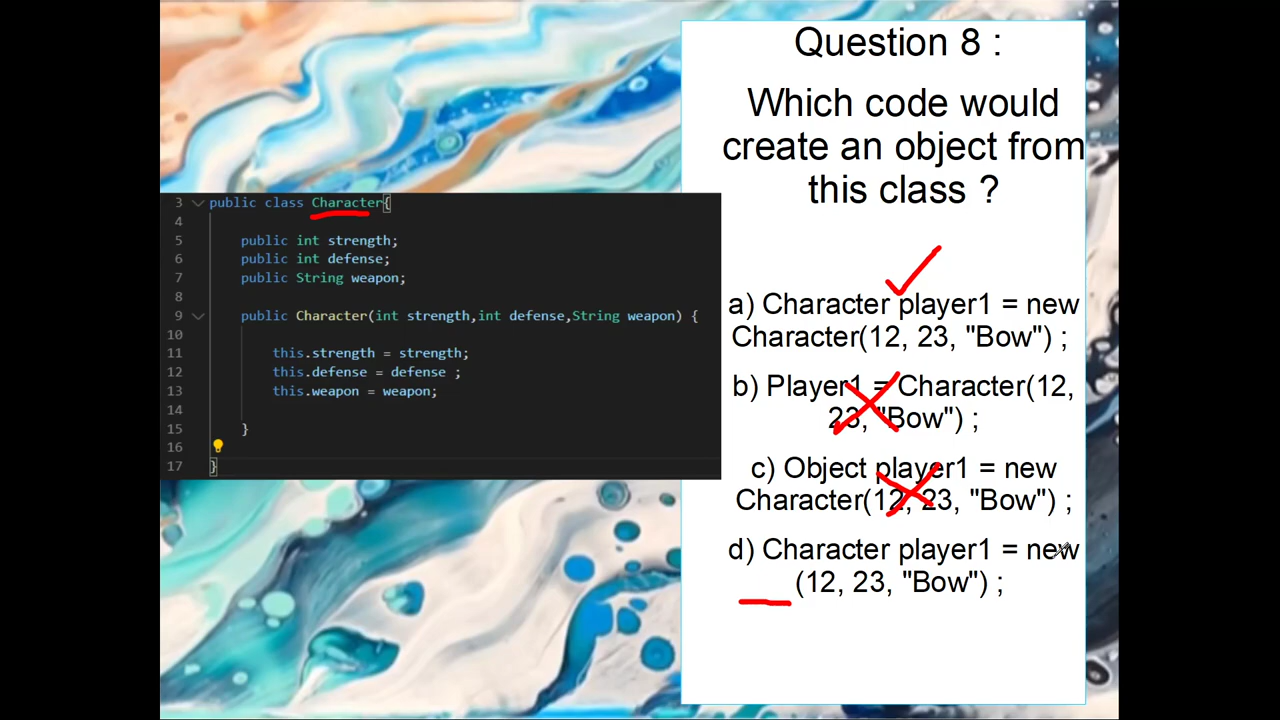 3 public class Character{
4
5 public int strength;
6 public int defense;
7 public String weapon;
8
9 public Character(int strength,int defense,String weapon) {
10
11 this.strength = strength;
12 this.defense = defense ;
13 this.weapon = weapon;
14
15 }
16
17 }
Question 8 :
Which code would
create an object from
this class ?
a) Character player1 = new
Character(12, 23, "Bow") ;
b) Player1 = Character(12,
23, "Bow") ;
c) Object player1 = new
Character(12, 23, "Bow") ;
d) Character player1 = new
(12, 23, "Bow") ;